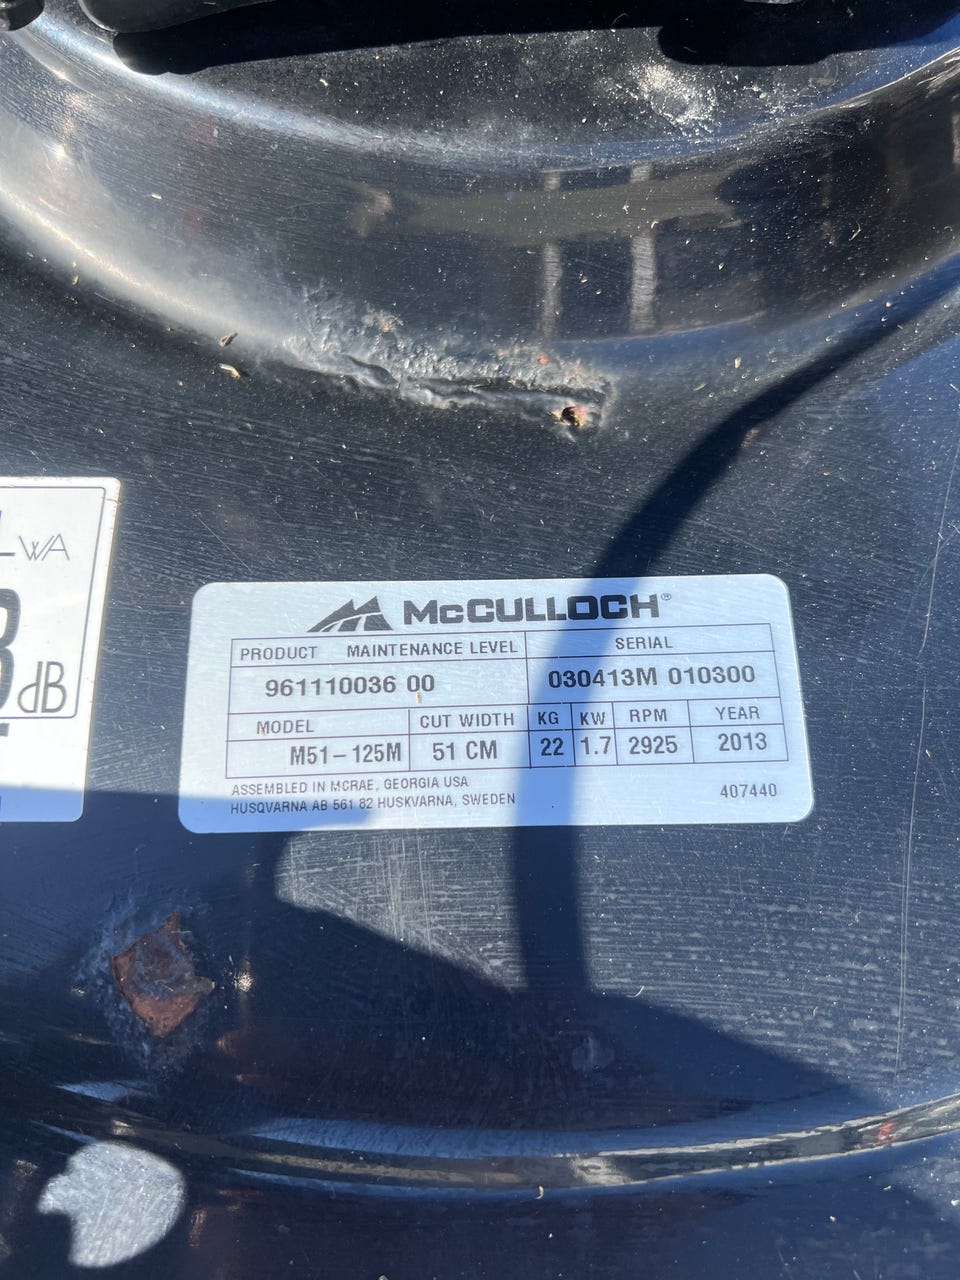 LWA
dB
McCULLOCH®
PRODUCT MAINTENANCE LEVEL SERIAL
961110036 00 030413M 010300
MODEL CUT WIDTH KG KW RPM YEAR
M51-125M 51 CM 22 1.7 2925 2013
ASSEMBLED IN MCRAE, GEORGIA USA
HUSQVARNA AB 561 82 HUSKVARNA, SWEDEN 407440